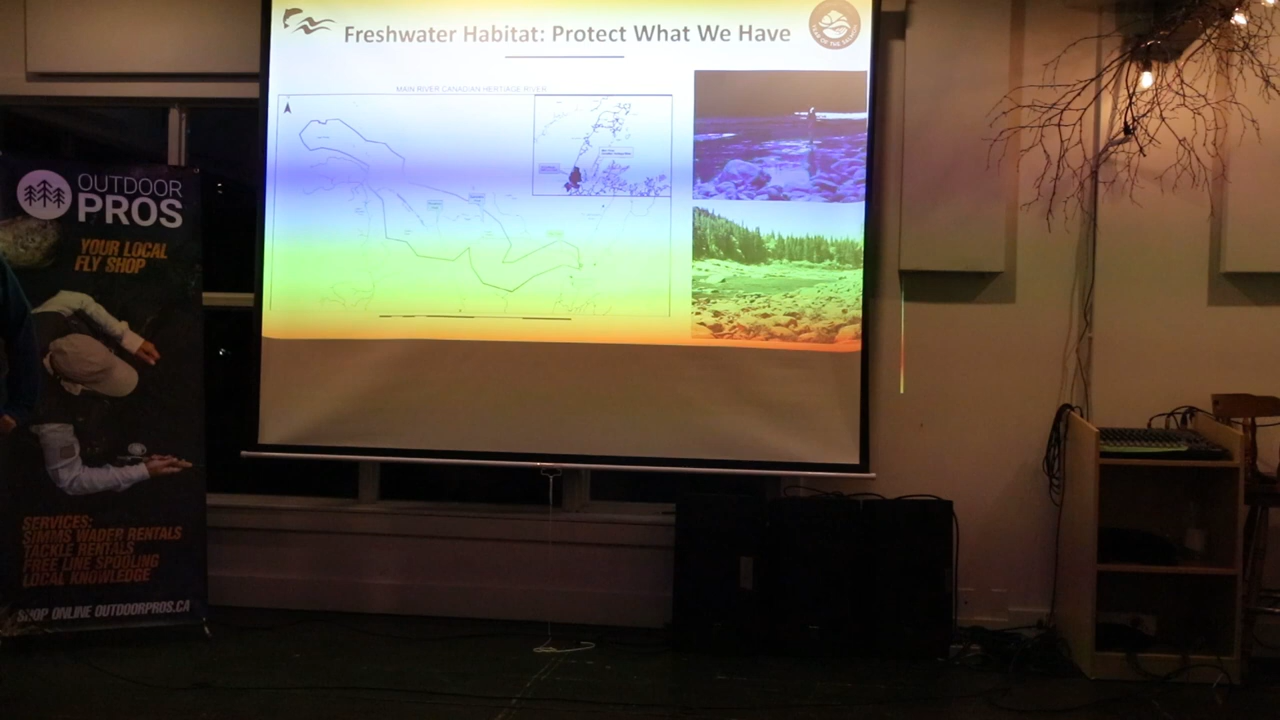 Freshwater Habitat: Protect What We Have
MAIN RIVER CANADIAN HERTIAGE RIVER
OUTDOOR
PROS
YOUR LOCAL
FLY SHOP
SERVICES:
SIMMS WADER RENTALS
TACKLE RENTALS
FREE LINE SPOOLING
LOCAL KNOWLEDGE
SHOP ONLINE OUTDOORPROS.CA